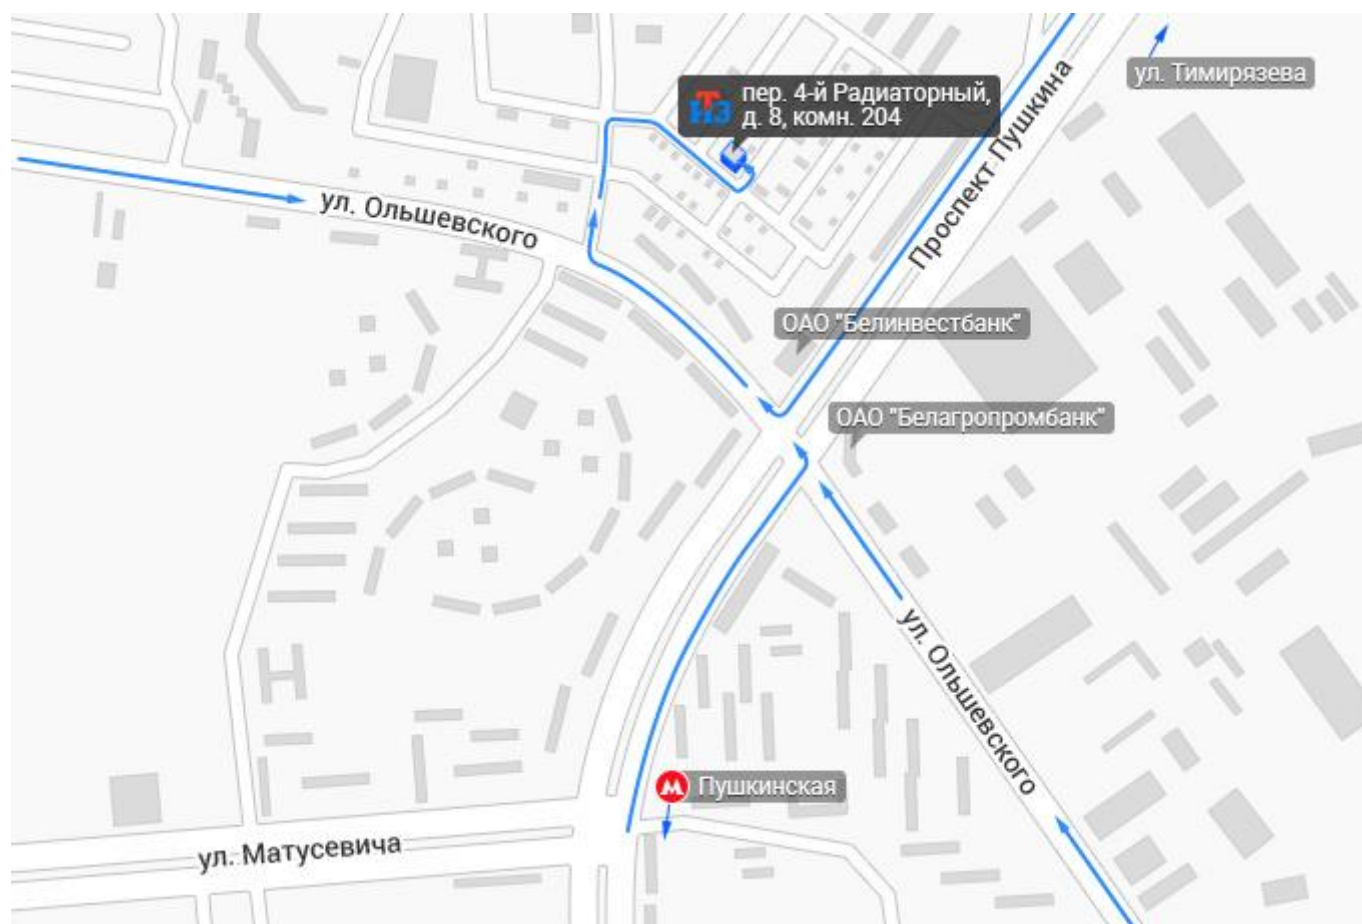 ул. Тимирязева
ТНЗ
пер. 4-й Радиаторный,
д. 8, комн. 204
Проспект Пушкина
ул. Ольшевского
ОАО "Белинвестбанк"
ОАО "Белагропромбанк"
ул. Ольшевского
М Пушкинская
ул. Матусевича